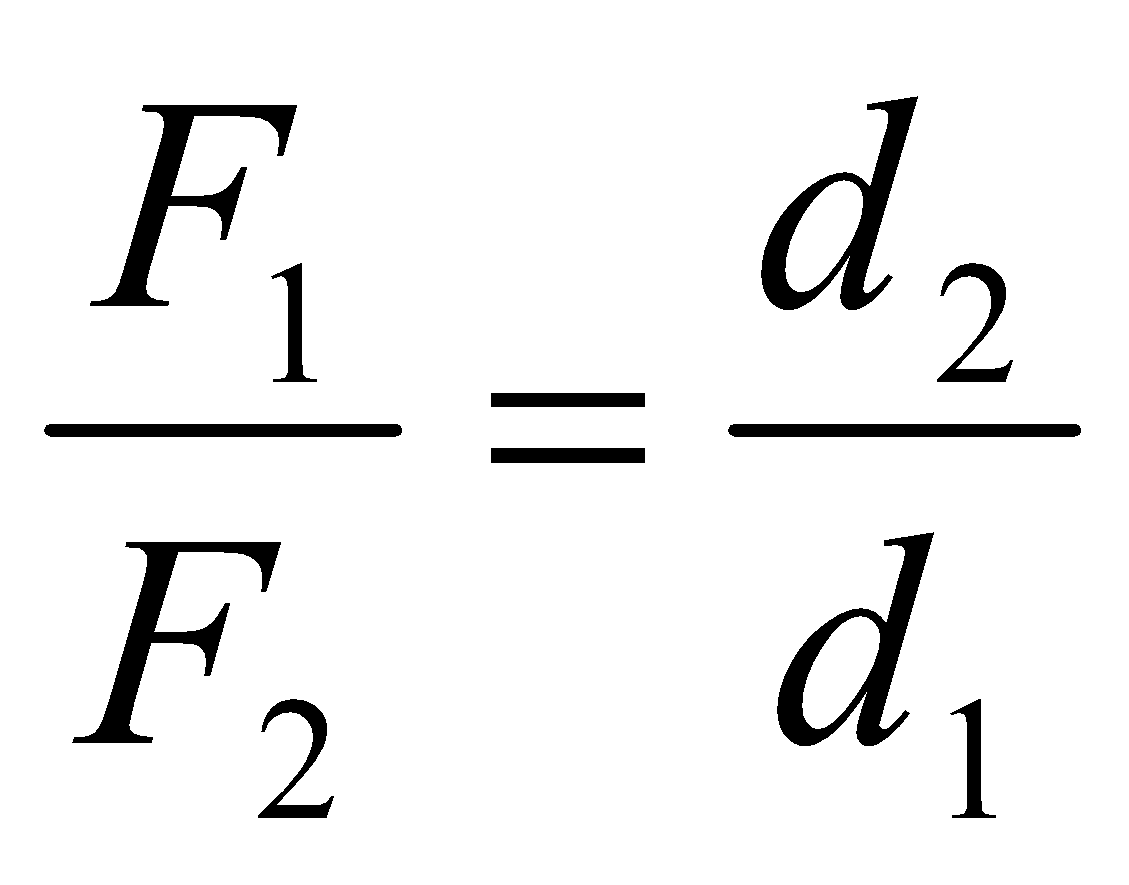 F₁/F₂ = d₂/d₁